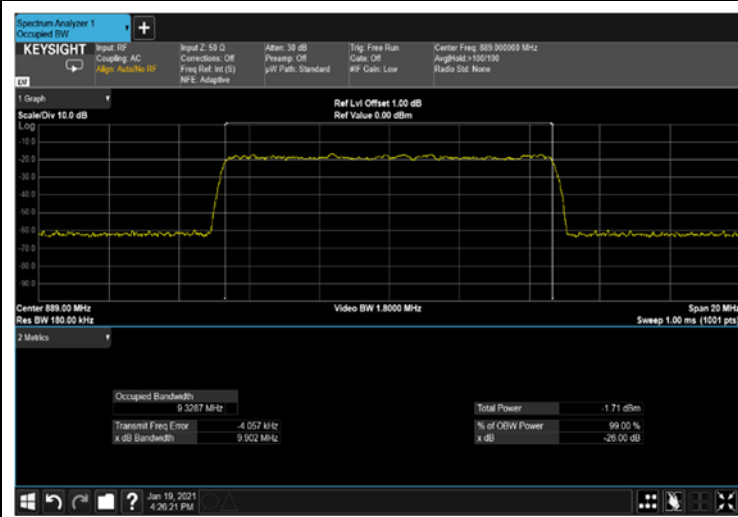 Spectrum Analyzer 1
Occupied BW
KEYSIGHT
Input: RF
Coupling: AC
Align: Auto/No RF
Input Z: 50 Ω
Corrections: Off
Freq Ref: Int (S)
NFE: Adaptive
Atten: 30 dB
Preamp: Off
µW Path: Standard
Trig: Free Run
Gate: Off
#IF Gain: Low
Center Freq: 889.000000 MHz
Avg|Hold:>100/100
Radio Std: None
LXI
1 Graph
Scale/Div 10.0 dB
Ref Lvl Offset 1.00 dB
Ref Value 0.00 dBm
Log
-10.0
-20.0
-30.0
-40.0
-50.0
-60.0
-70.0
-80.0
-90.0
Center 889.00 MHz
Video BW 1.8000 MHz
Span 20 MHz
Res BW 180.00 kHz
Sweep 1.00 ms (1001 pts)
2 Metrics
Occupied Bandwidth
9.3287 MHz
Total Power -1.71 dBm
Transmit Freq Error -4.057 kHz
% of OBW Power 99.00 %
x dB Bandwidth 9.902 MHz
x dB -26.00 dB
Jan 19, 2021
4:26:21 PM